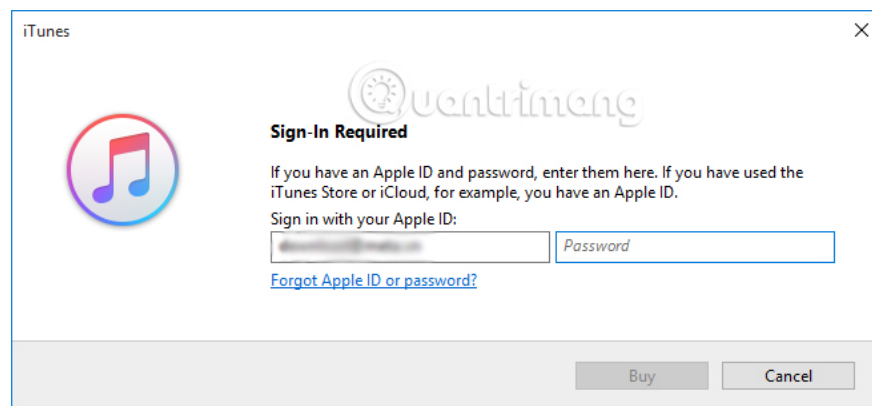 iTunes
Quantrimang
Sign-In Required
If you have an Apple ID and password, enter them here. If you have used the
iTunes Store or iCloud, for example, you have an Apple ID.
Sign in with your Apple ID:
Password
Forgot Apple ID or password?
Buy
Cancel